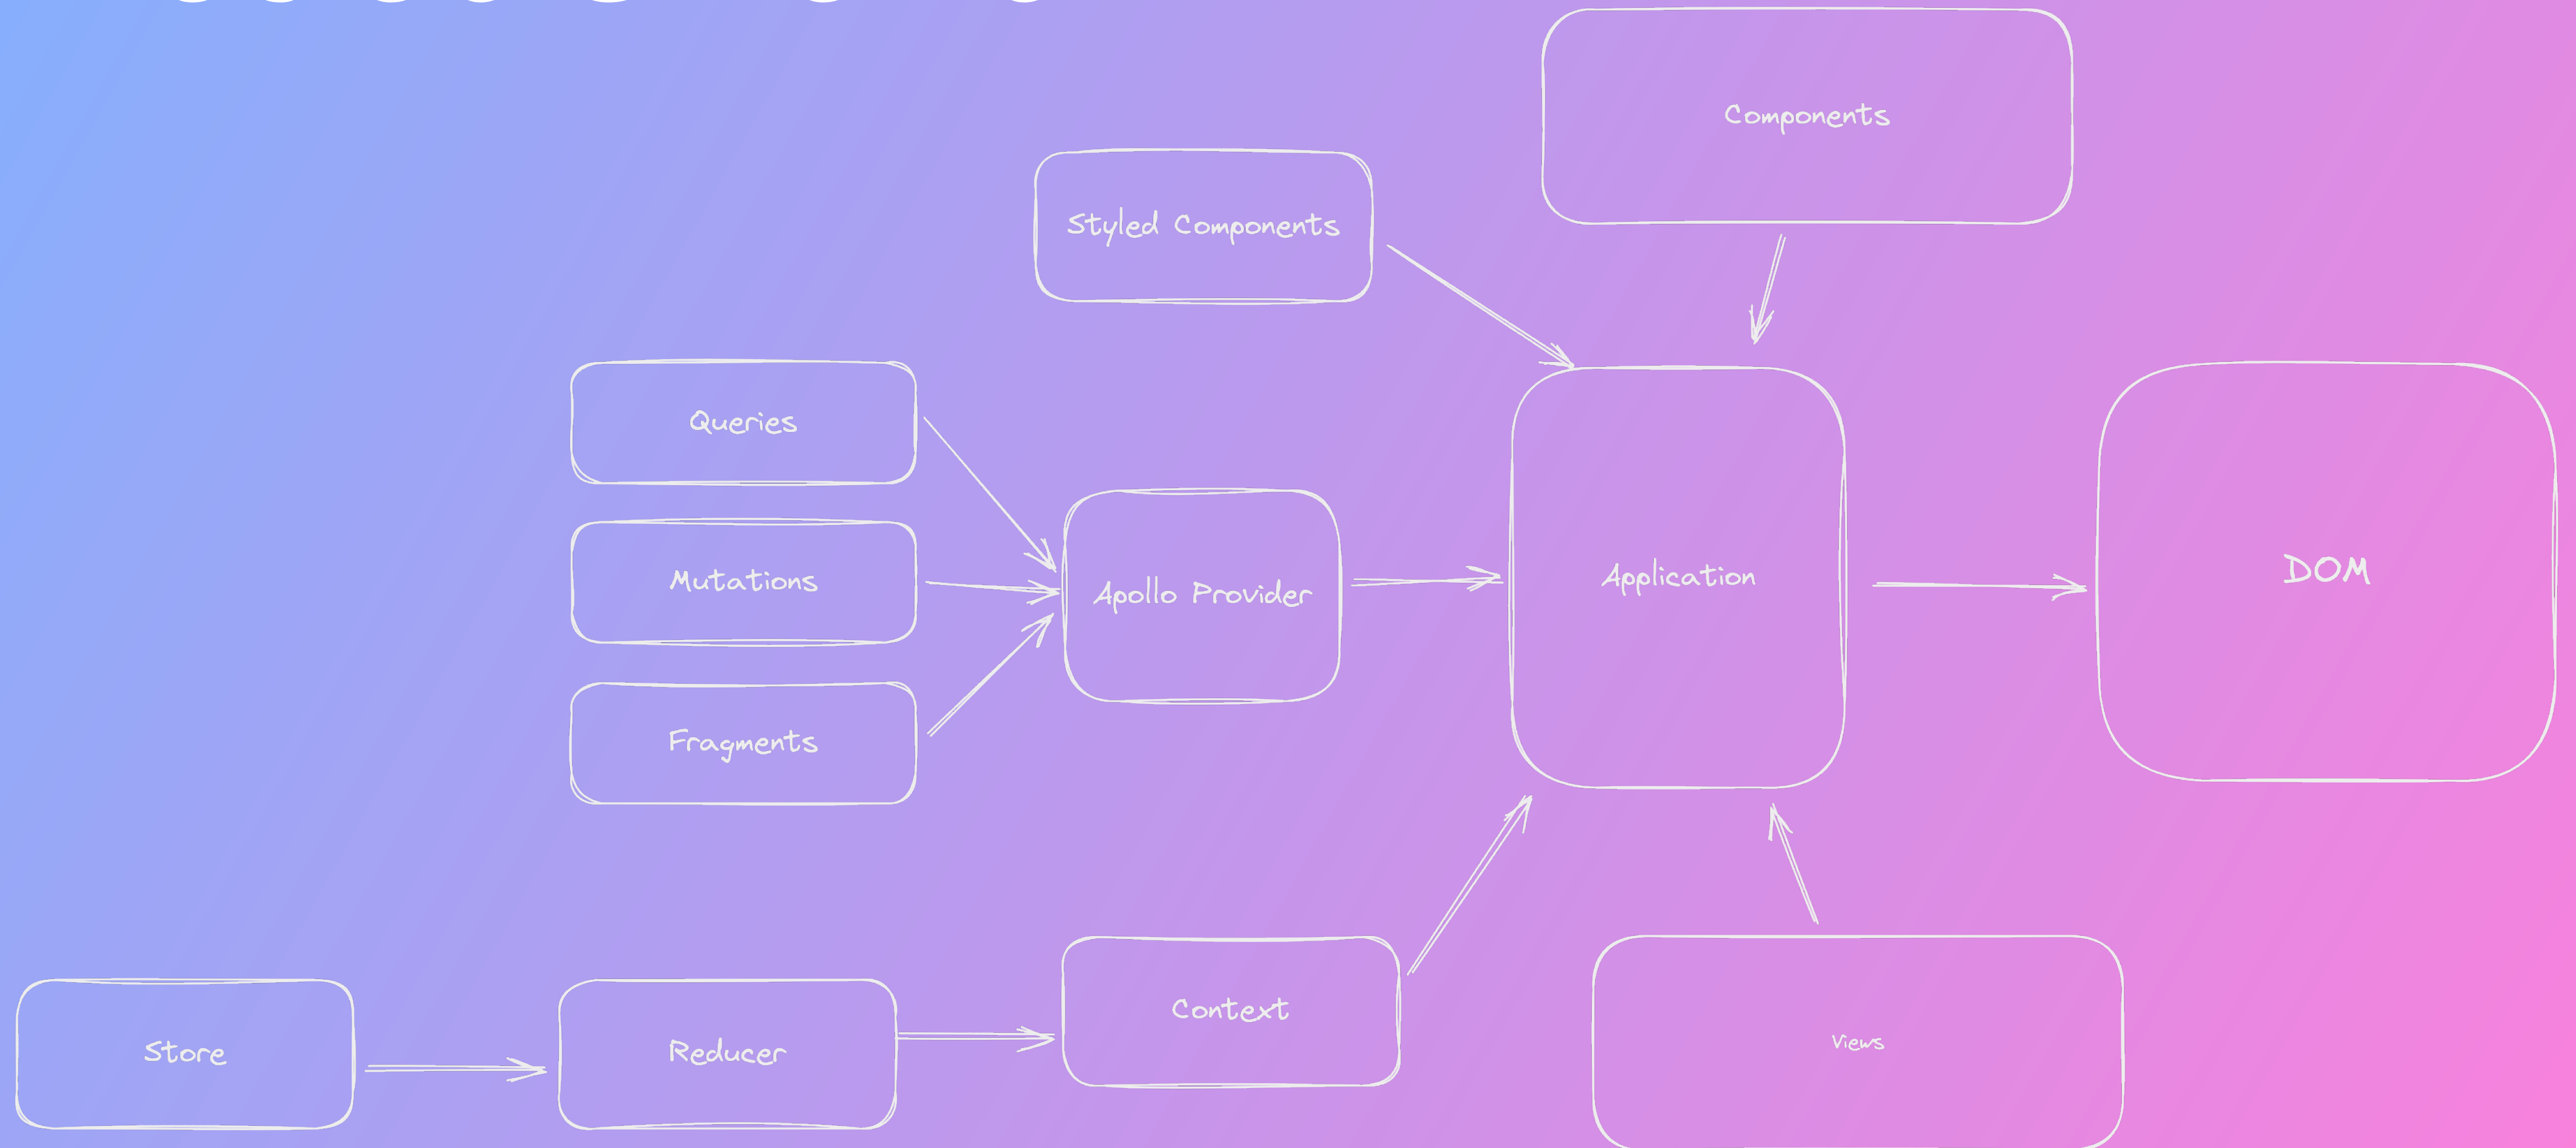 Components
Styled Components
Queries
Mutations
Apollo Provider
Application
DOM
Fragments
Context
Store
Reducer
Views